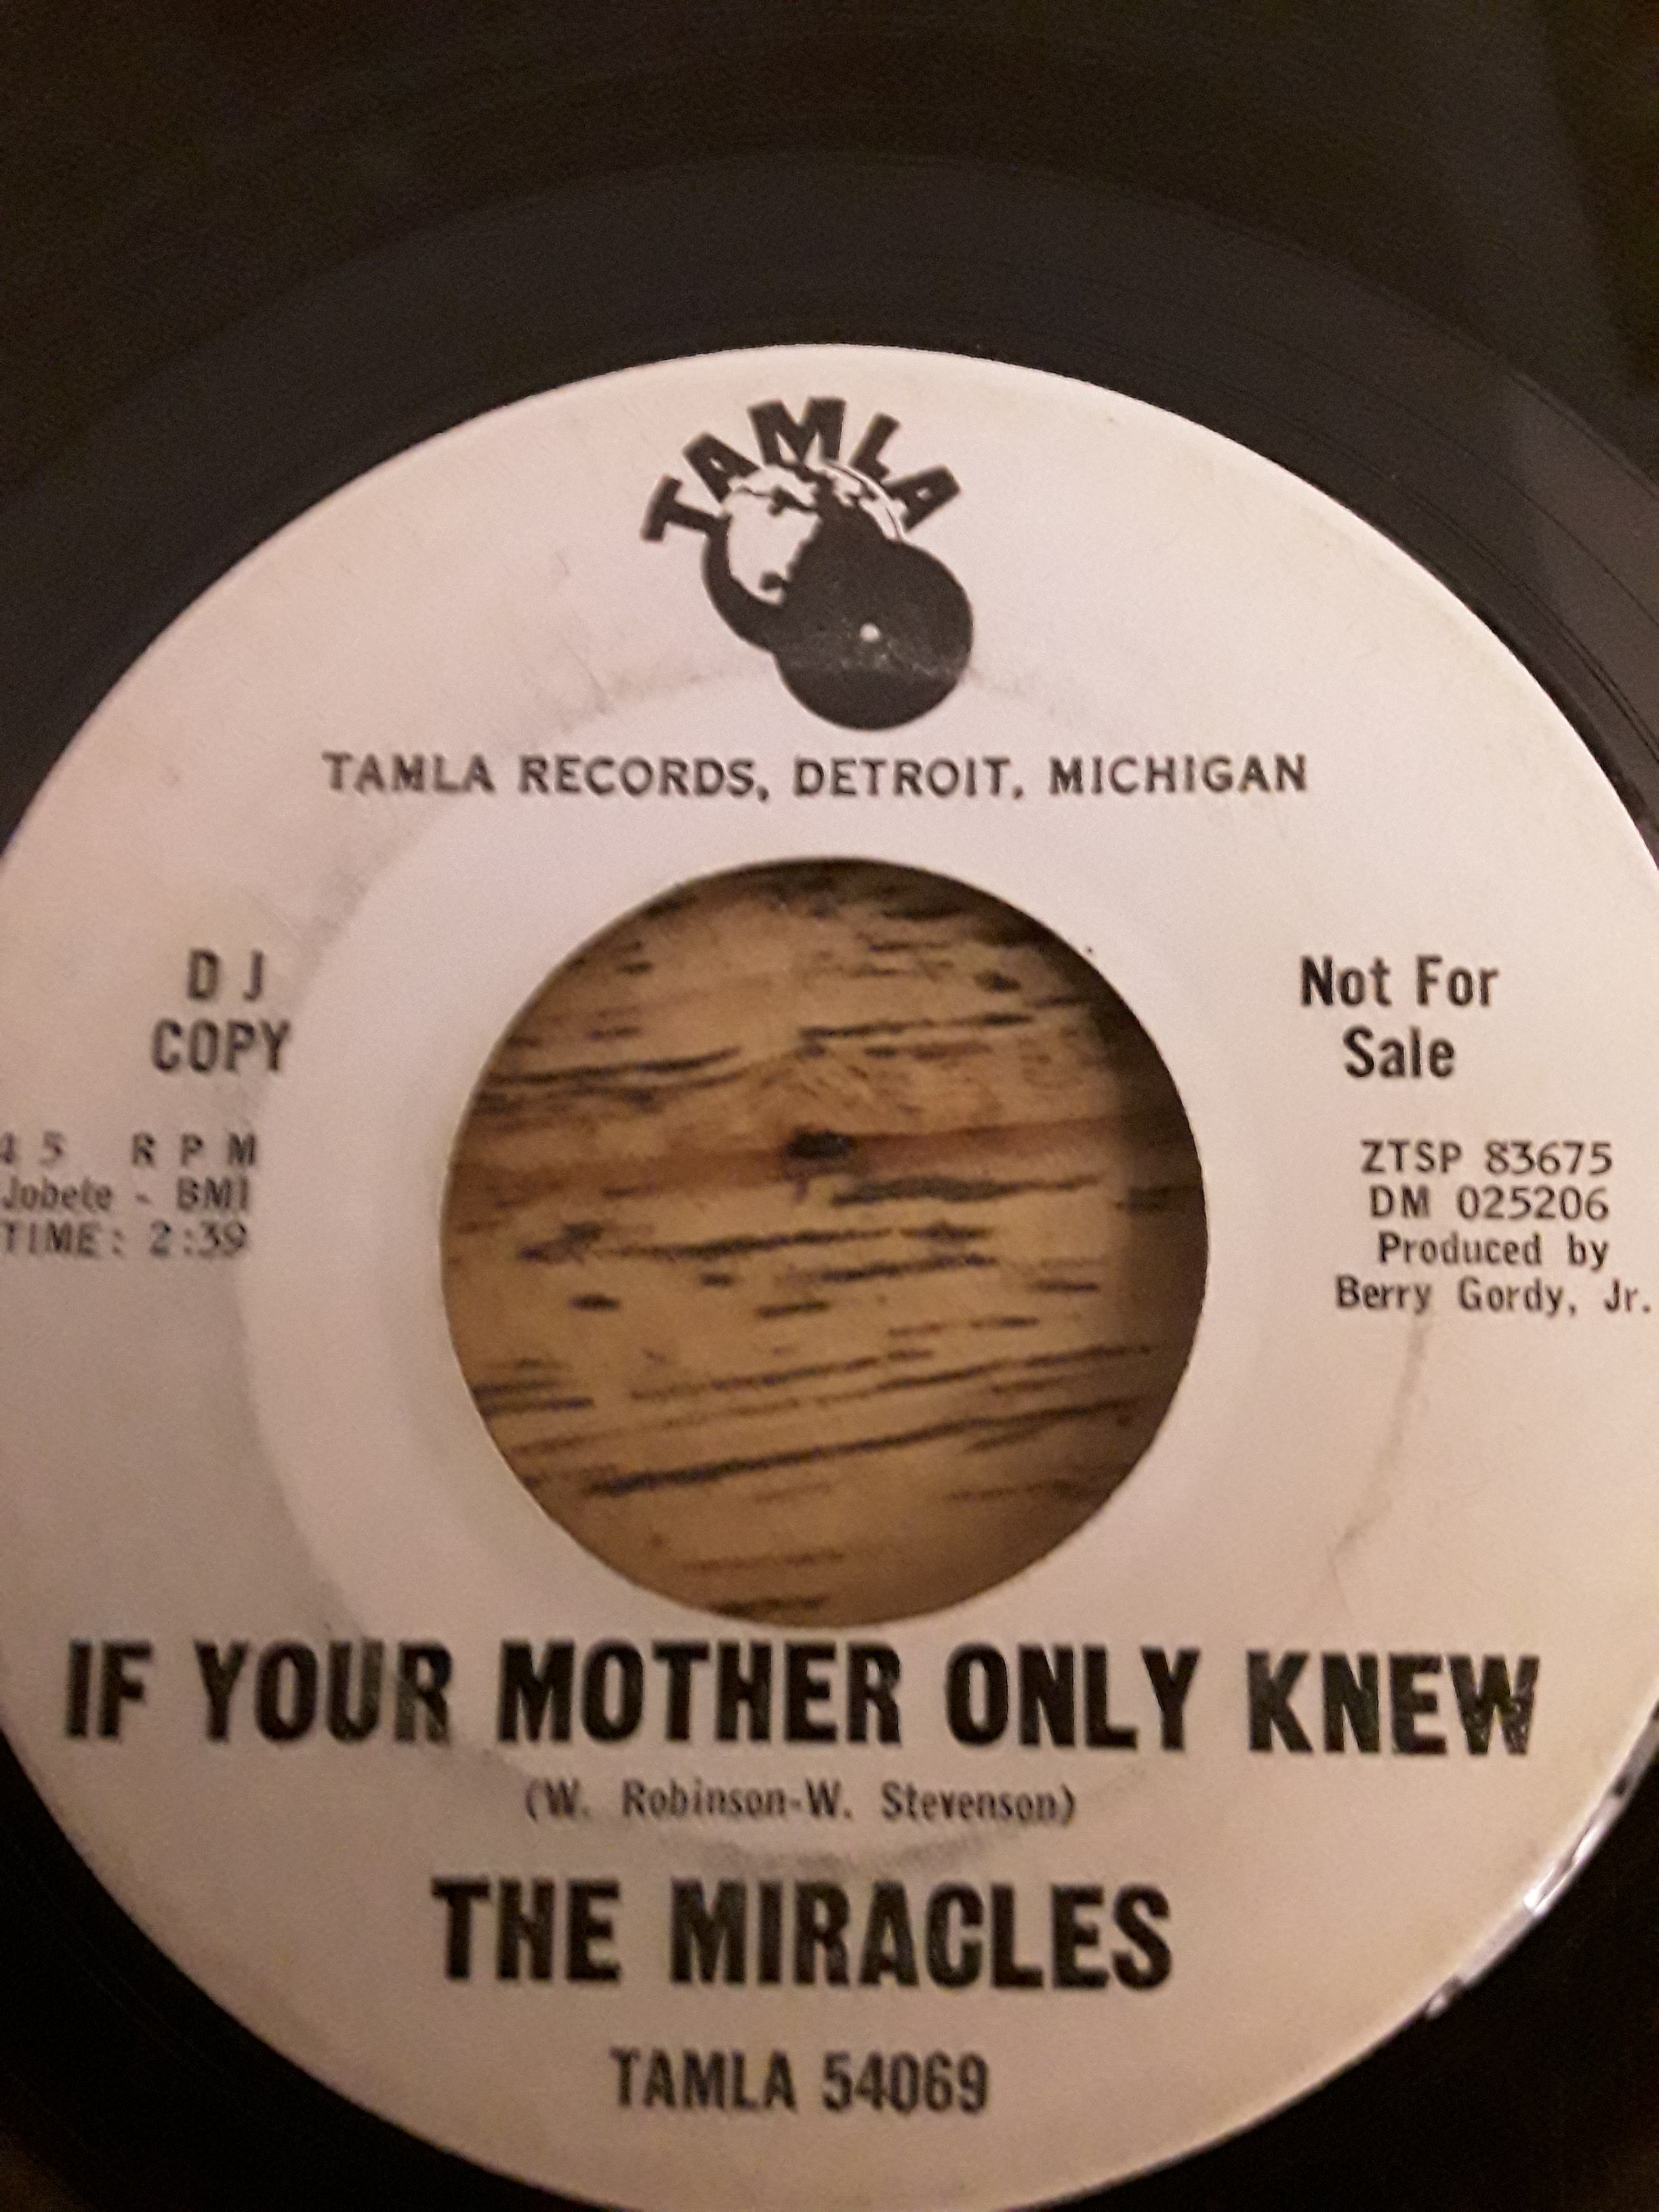 TAMLA
TAMLA RECORDS, DETROIT, MICHIGAN
D J
COPY
45 RPM
Jobete - BMI
TIME: 2:39
Not For
Sale
ZTSP 83675
DM 025206
Produced by
Berry Gordy, Jr.
IF YOUR MOTHER ONLY KNEW
(W. Robinson-W. Stevenson)
THE MIRACLES
TAMLA 54069